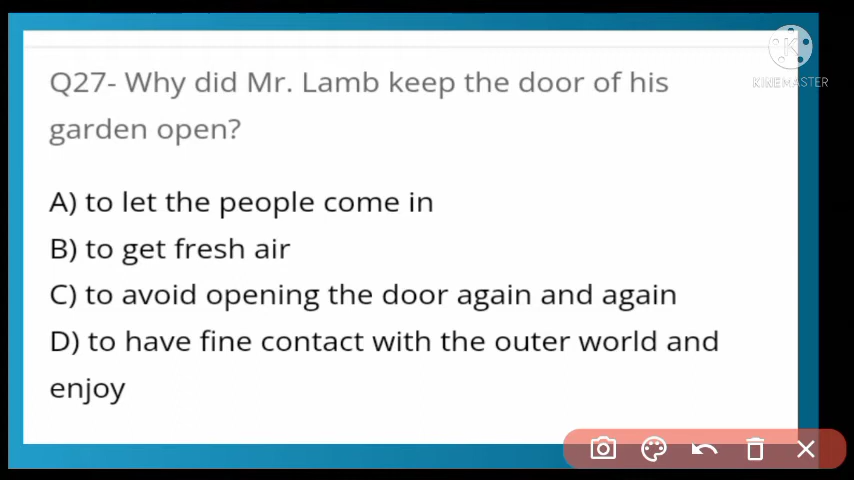 Q27- Why did Mr. Lamb keep the door of his
garden open?
A) to let the people come in
B) to get fresh air
C) to avoid opening the door again and again
D) to have fine contact with the outer world and
enjoy
K
KINEMASTER